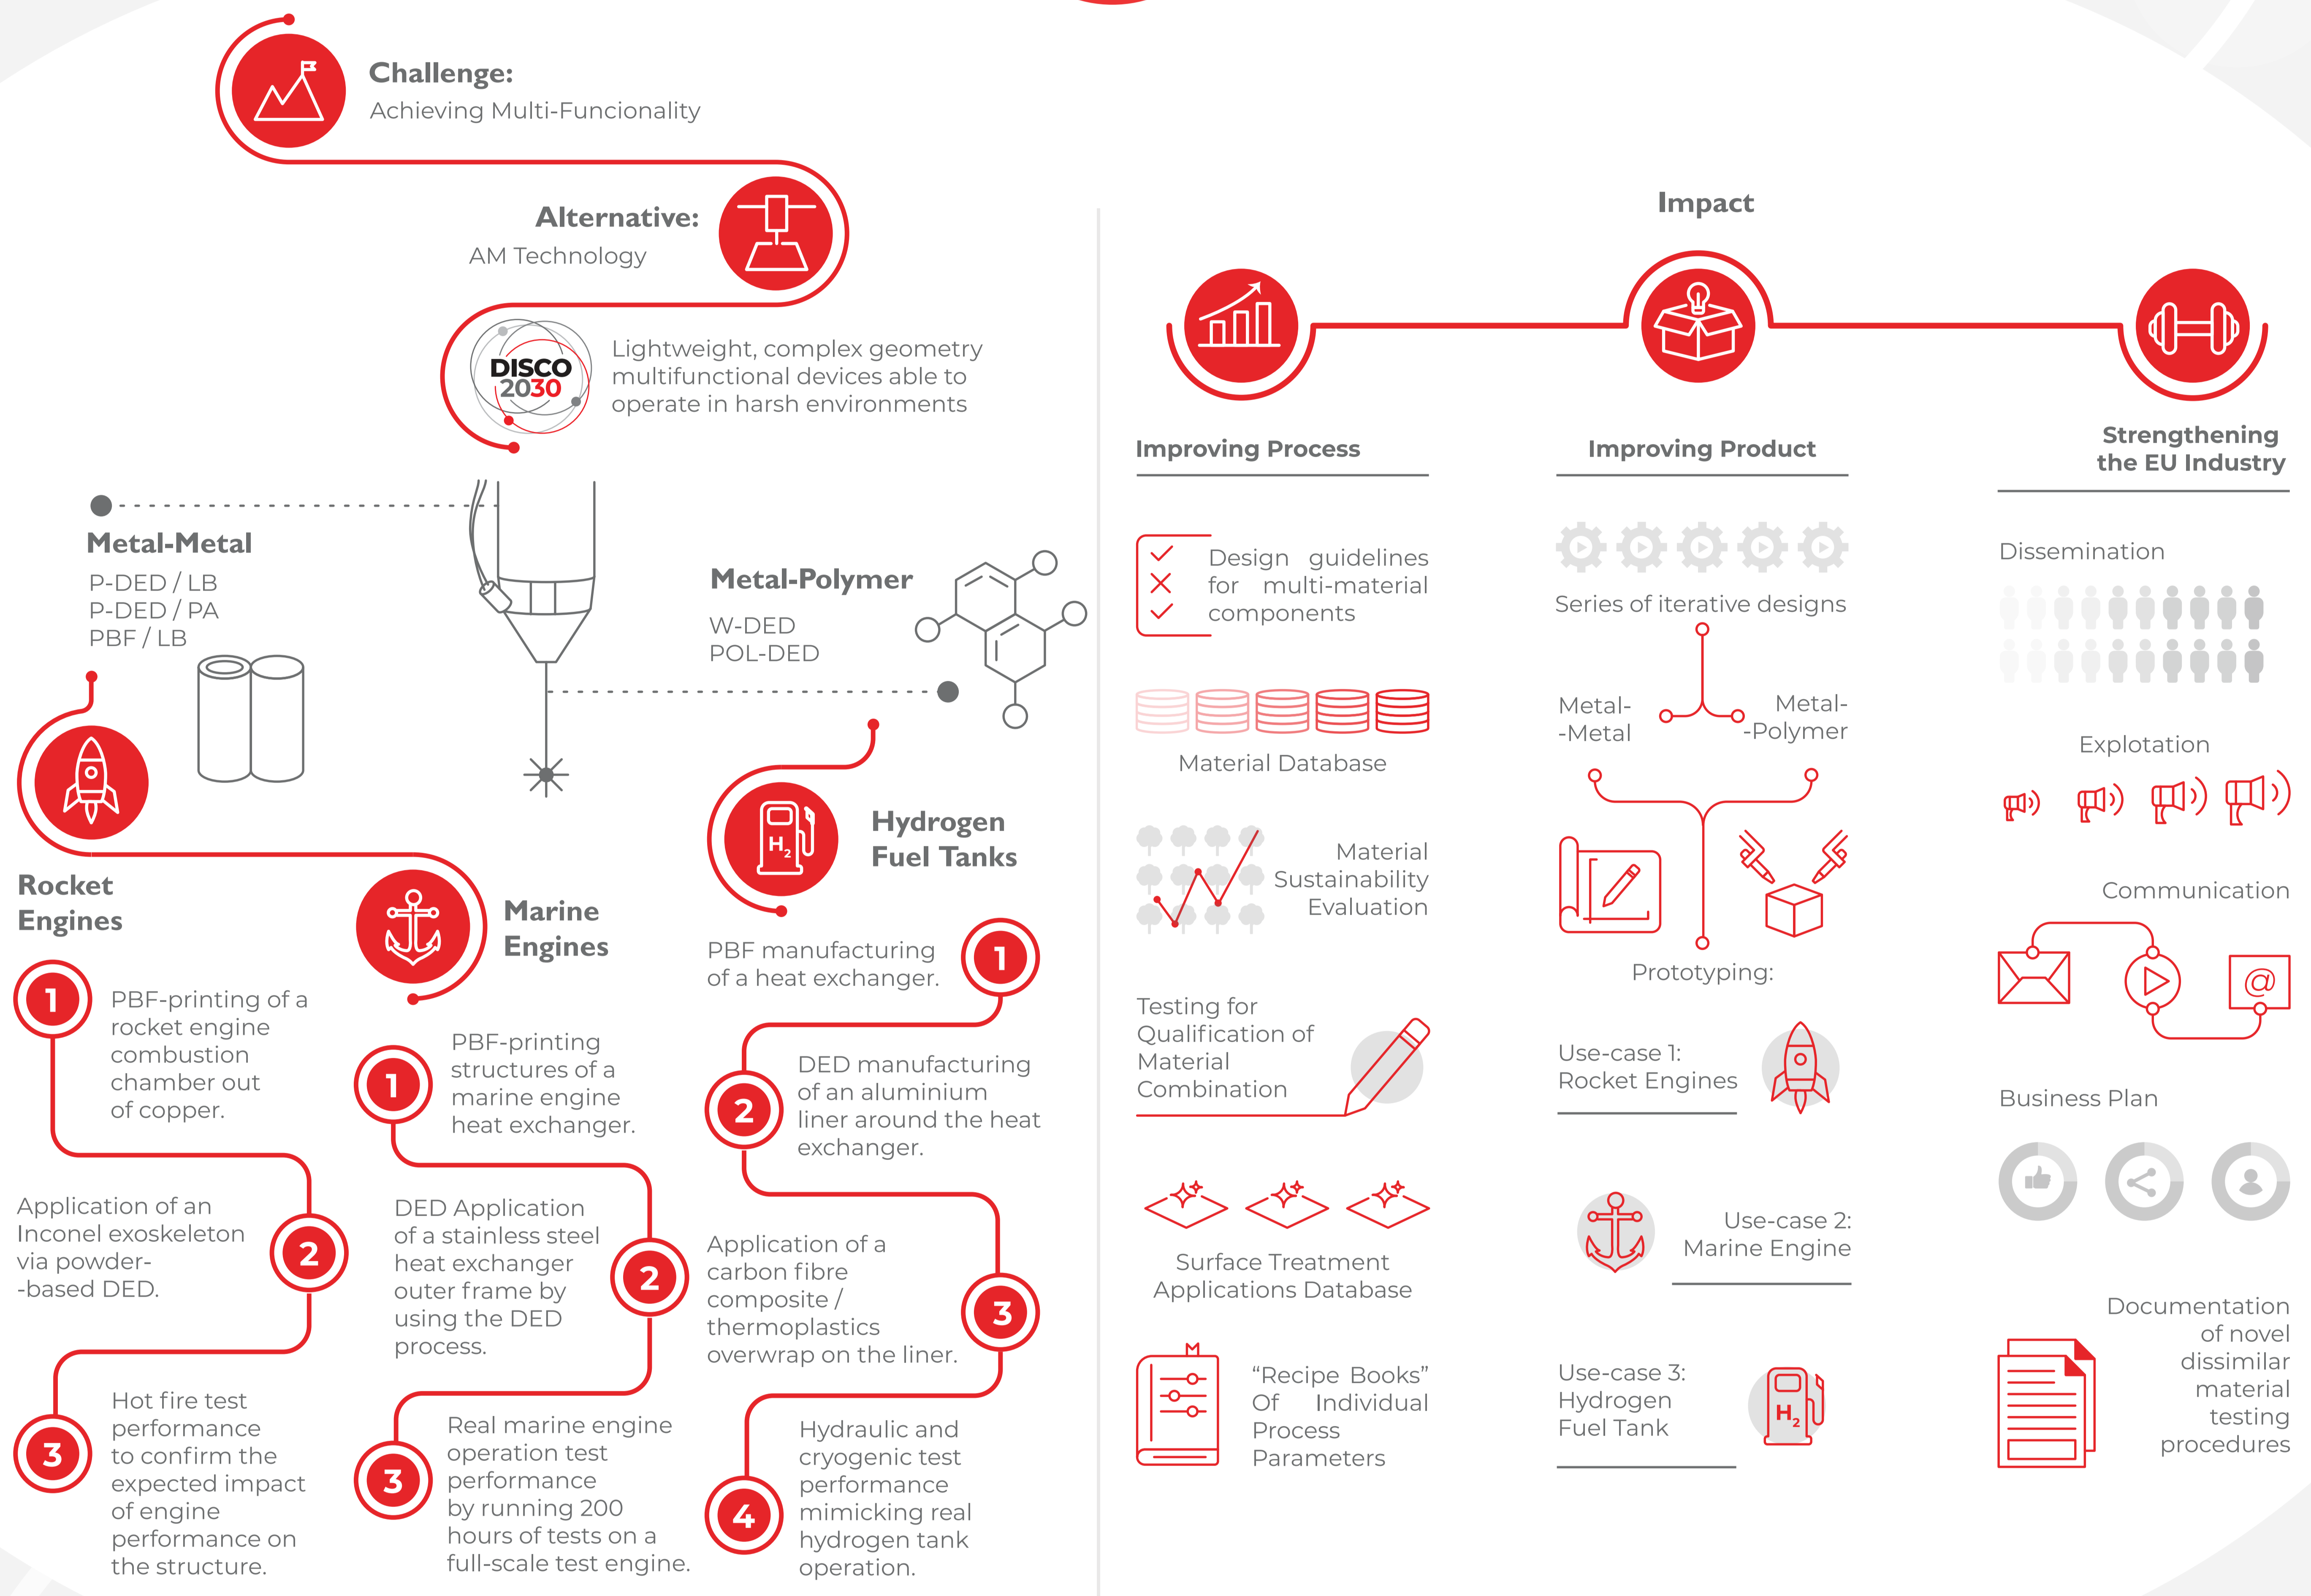 Challenge:
Achieving Multi-Funcionality
Alternative:
AM Technology
DISCO
2030
Lightweight, complex geometry
multifunctional devices able to
operate in harsh environments
Metal-Metal
P-DED / LB
P-DED / PA
PBF / LB
Metal-Polymer
W-DED
POL-DED
Rocket
Engines
1
PBF-printing of a
rocket engine
combustion
chamber out
of copper.
Application of an
Inconel exoskeleton
via powder-
-based DED.
2
3
Hot fire test
performance
to confirm the
expected impact
of engine
performance on
the structure.
Marine
Engines
1
PBF-printing
structures of a
marine engine
heat exchanger.
DED Application
of a stainless steel
heat exchanger
outer frame by
using the DED
process.
2
3
Real marine engine
operation test
performance
by running 200
hours of tests on a
full-scale test engine.
H2
Hydrogen
Fuel Tanks
PBF manufacturing
of a heat exchanger.
1
2
DED manufacturing
of an aluminium
liner around the heat
exchanger.
Application of a
carbon fibre
composite /
thermoplastics
overwrap on the liner.
3
4
Hydraulic and
cryogenic test
performance
mimicking real
hydrogen tank
operation.
Impact
Improving Process
Design guidelines
for multi-material
components
Material Database
Material
Sustainability
Evaluation
Testing for
Qualification of
Material
Combination
Surface Treatment
Applications Database
“Recipe Books”
Of Individual
Process
Parameters
Improving Product
Series of iterative designs
Metal-
-Metal
Metal-
-Polymer
Prototyping:
Use-case 1:
Rocket Engines
Use-case 2:
Marine Engine
Use-case 3:
Hydrogen
Fuel Tank
H2
Strengthening
the EU Industry
Dissemination
Explotation
Communication
@
Business Plan
Documentation
of novel
dissimilar
material
testing
procedures